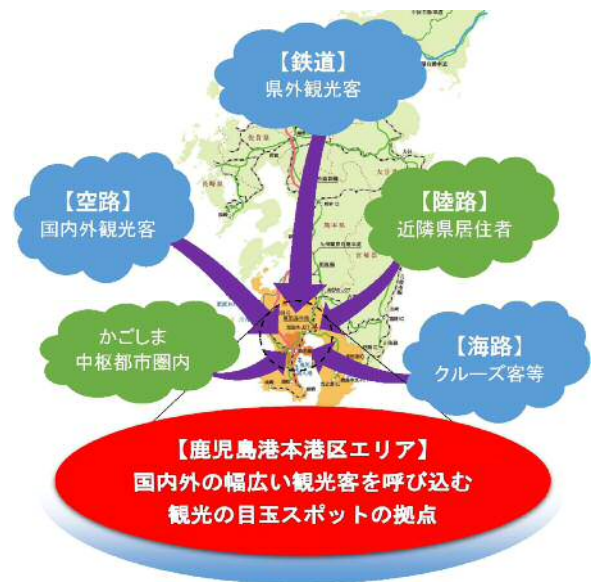 【鉄道】
県外観光客
【空路】
国内外観光客
【陸路】
近隣県居住者
かごしま
中枢都市圏内
【海路】
クルーズ客等
【鹿児島港本港区エリア】
国内外の幅広い観光客を呼び込む
観光の目玉スポットの拠点